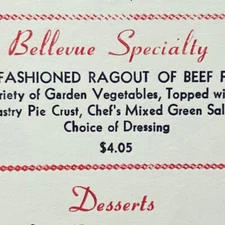 Bellevue Specialty
FASHIONED RAGOUT OF BEEF
riety of Garden Vegetables, Topped wi
astry Pie Crust, Chef's Mixed Green Sal
Choice of Dressing
$4.05
Desserts